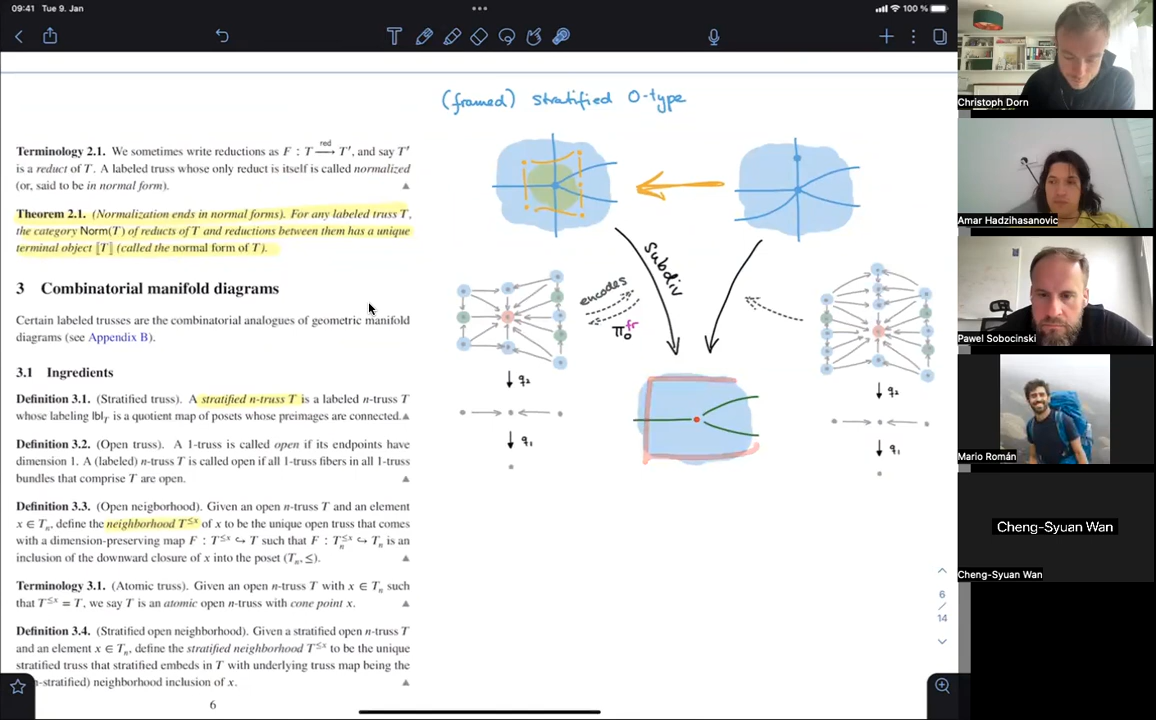 09:41 Tue 9. Jan
100 %
(framed) stratified 0-type
Terminology 2.1. We sometimes write reductions as F : T —red→ T′, and say T′
is a reduct of T. A labeled truss whose only reduct is itself is called normalized
(or, said to be in normal form). ▲
Theorem 2.1. (Normalization ends in normal forms). For any labeled truss T,
the category Norm(T) of reducts of T and reductions between them has a unique
terminal object ⟦T⟧ (called the normal form of T).
3 Combinatorial manifold diagrams
Certain labeled trusses are the combinatorial analogues of geometric manifold
diagrams (see Appendix B).
3.1 Ingredients
Definition 3.1. (Stratified truss). A stratified n-truss T is a labeled n-truss
whose labeling lbl_T is a quotient map of posets whose preimages are connected.▲
Definition 3.2. (Open truss). A 1-truss is called open if its endpoints have
dimension 1. A (labeled) n-truss T is called open if all 1-truss fibers in all 1-truss
bundles that comprise T are open. ▲
Definition 3.3. (Open neigborhood). Given an open n-truss T and an element
x ∈ Tₙ, define the neighborhood T^≤x of x to be the unique open truss that comes
with a dimension-preserving map F : T^≤x ↪ T such that F : Tₙ^≤x ↪ Tₙ is an
inclusion of the downward closure of x into the poset (Tₙ, ≤). ▲
Terminology 3.1. (Atomic truss). Given an open n-truss T with x ∈ Tₙ such
that T^≤x = T, we say T is an atomic open n-truss with cone point x. ▲
Definition 3.4. (Stratified open neighborhood). Given a stratified open n-truss T
and an element x ∈ Tₙ, define the stratified neighborhood T^≤x to be the unique
stratified truss that stratified embeds in T with underlying truss map being the
-stratified) neighborhood inclusion of x. ▲
6
Subdiv
encodes
π₀^fr
q₂
q₁
q₂
q₁
6
/
14
Christoph Dorn
Amar Hadzihasanovic
Pawel Sobocinski
Mario Román
Cheng-Syuan Wan
Cheng-Syuan Wan